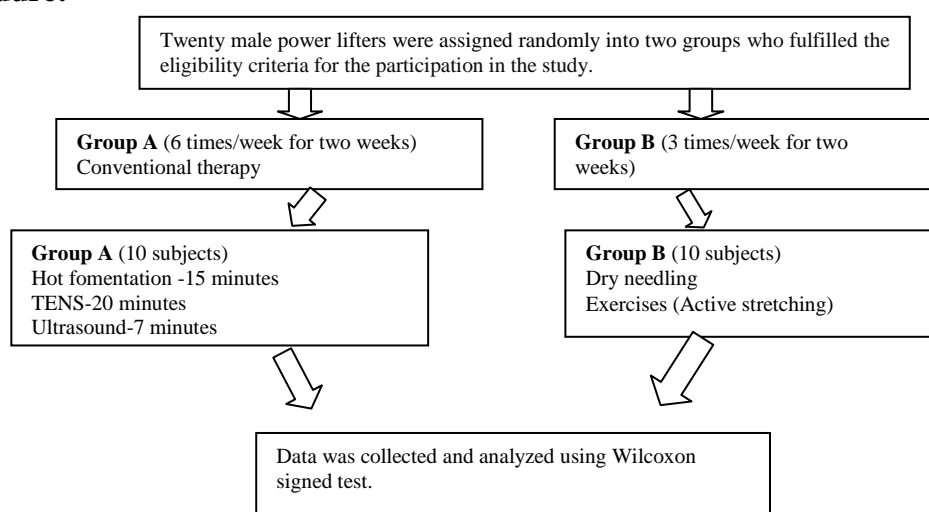 Twenty male power lifters were assigned randomly into two groups who fulfilled the
eligibility criteria for the participation in the study.
Group A (6 times/week for two weeks)
Conventional therapy
Group B (3 times/week for two
weeks)
Group A (10 subjects)
Hot fomentation -15 minutes
TENS-20 minutes
Ultrasound-7 minutes
Group B (10 subjects)
Dry needling
Exercises (Active stretching)
Data was collected and analyzed using Wilcoxon
signed test.